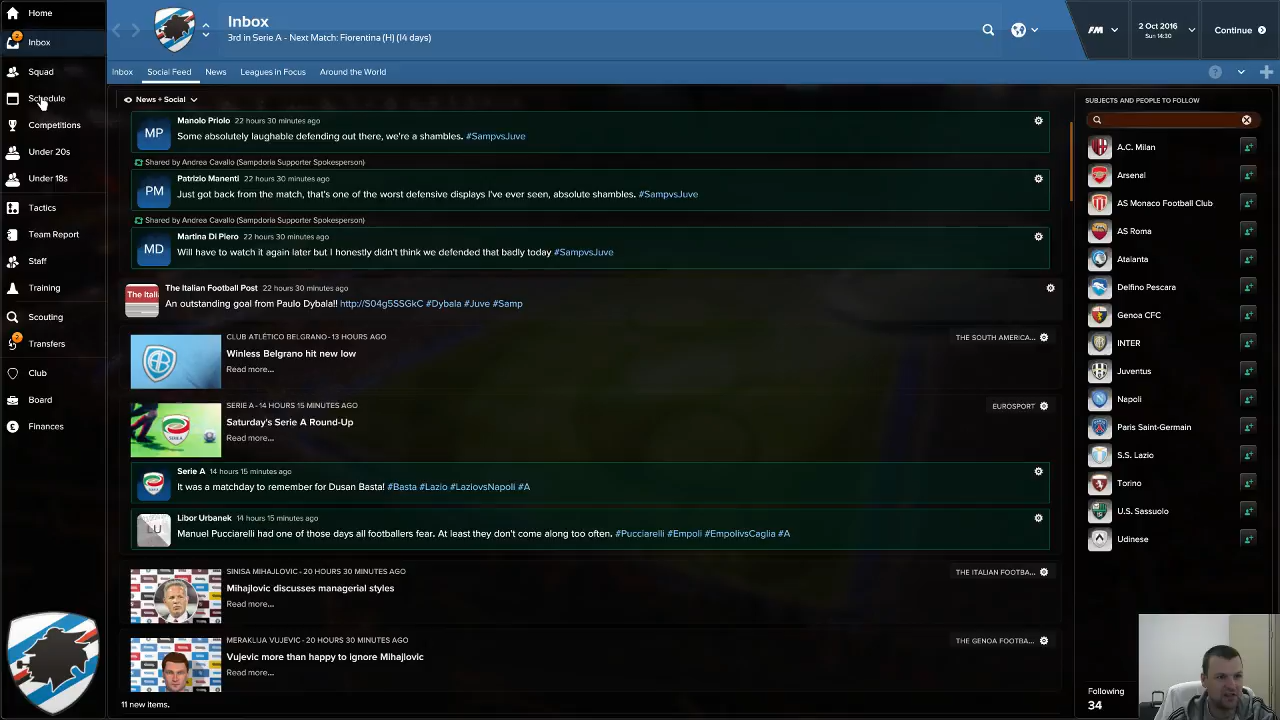 Home
Inbox
2
Squad
Schedule
Competitions
Under 20s
Under 18s
Tactics
Team Report
Staff
Training
Scouting
Transfers
2
Club
Board
Finances
Inbox
3rd in Serie A - Next Match: Fiorentina (H) (14 days)
FM
2 Oct 2016
Sun 14:30
Continue
Inbox
Social Feed
News
Leagues in Focus
Around the World
?
News + Social
MP
Manolo Priolo 22 hours 30 minutes ago
Some absolutely laughable defending out there, we're a shambles. #SampvsJuve
Shared by Andrea Cavallo (Sampdoria Supporter Spokesperson)
PM
Patrizio Manenti 22 hours 30 minutes ago
Just got back from the match, that's one of the worst defensive displays I've ever seen, absolute shambles. #SampvsJuve
Shared by Andrea Cavallo (Sampdoria Supporter Spokesperson)
MD
Martina Di Piero 22 hours 30 minutes ago
Will have to watch it again later but I honestly didn't think we defended that badly today #SampvsJuve
The Itali
The Italian Football Post 22 hours 30 minutes ago
An outstanding goal from Paulo Dybala!! http://S04g5SSGkC #Dybala #Juve #Samp
CLUB ATLÉTICO BELGRANO - 13 HOURS AGO
THE SOUTH AMERICA...
Winless Belgrano hit new low
Read more...
SERIE A - 14 HOURS 15 MINUTES AGO
EUROSPORT
Saturday's Serie A Round-Up
Read more...
Serie A 14 hours 15 minutes ago
It was a matchday to remember for Dusan Basta! #Basta #Lazio #LaziovsNapoli #A
LU
Libor Urbanek 14 hours 15 minutes ago
Manuel Pucciarelli had one of those days all footballers fear. At least they don't come along too often. #Pucciarelli #Empoli #EmpolivsCaglia #A
SINISA MIHAJLOVIC - 20 HOURS 30 MINUTES AGO
THE ITALIAN FOOTBA...
Mihajlovic discusses managerial styles
Read more...
MERAKLIJA VUJEVIC - 20 HOURS 30 MINUTES AGO
THE GENOA FOOTBA...
Vujevic more than happy to ignore Mihajlovic
Read more...
11 new items.
SUBJECTS AND PEOPLE TO FOLLOW
A.C. Milan
Arsenal
AS Monaco Football Club
AS Roma
Atalanta
Delfino Pescara
Genoa CFC
INTER
Juventus
Napoli
Paris Saint-Germain
S.S. Lazio
Torino
U.S. Sassuolo
Udinese
Following
34